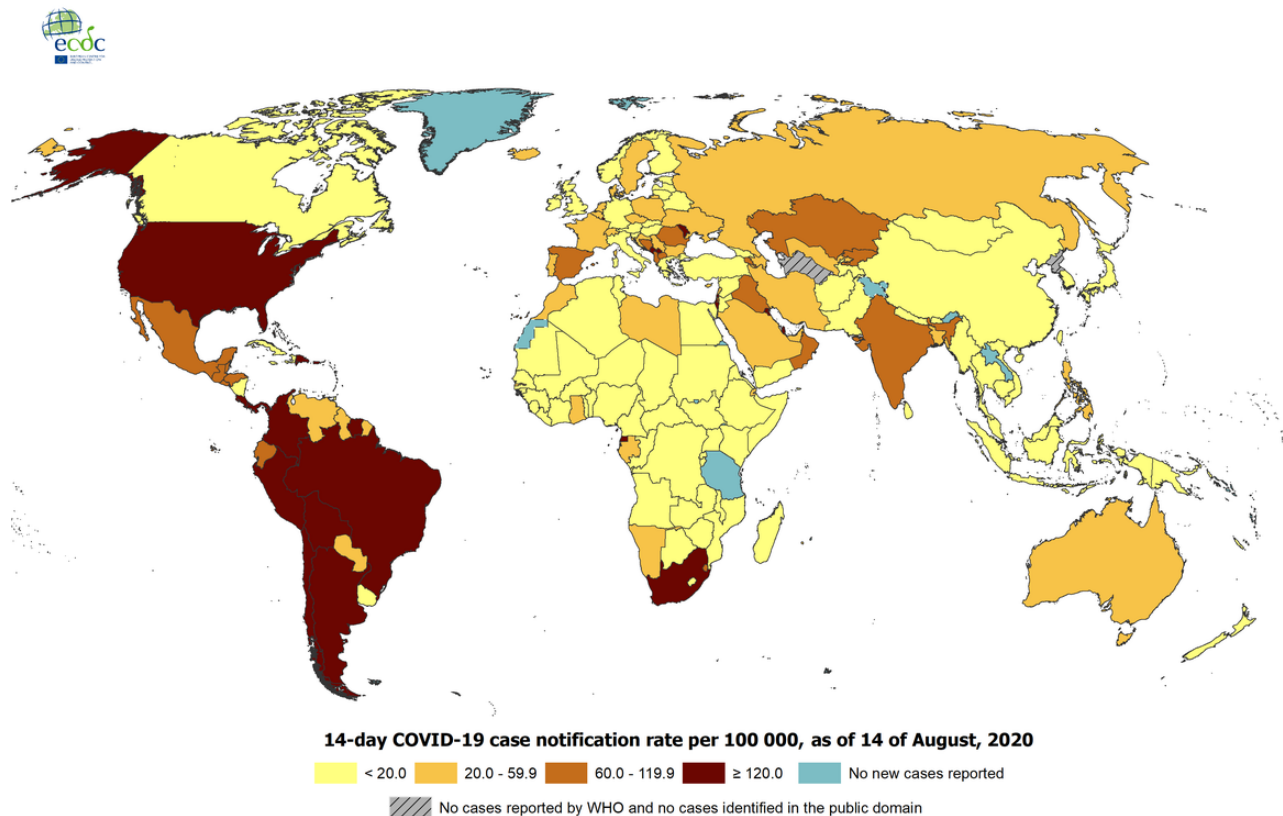 ecdc
14-day COVID-19 case notification rate per 100 000, as of 14 of August, 2020
< 20.0 20.0 - 59.9 60.0 - 119.9 ≥ 120.0 No new cases reported
No cases reported by WHO and no cases identified in the public domain